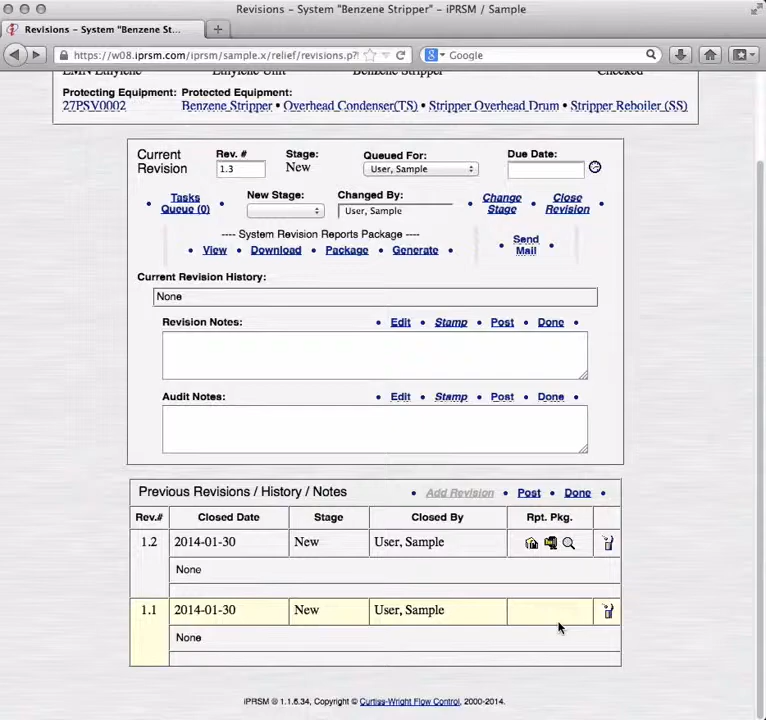 Revisions – System "Benzene Stripper" – iPRSM / Sample
Revisions – System "Benzene St...
https://w08.iprsm.com/iprsm/sample.x/relief/revisions.p?l
Google
EMN Ethylene Ethylene Unit Benzene Stripper Checked
Protecting Equipment: Protected Equipment:
27PSV0002 Benzene Stripper • Overhead Condenser(TS) • Stripper Overhead Drum • Stripper Reboiler (SS)
Current Revision Rev. # Stage: Queued For: Due Date:
1.3 New User, Sample
Tasks Queue (0) New Stage: Changed By: Change Stage Close Revision
User, Sample
---- System Revision Reports Package ----
• View • Download • Package • Generate • • Send Mail •
Current Revision History:
None
Revision Notes: • Edit • Stamp • Post • Done •
Audit Notes: • Edit • Stamp • Post • Done •
Previous Revisions / History / Notes • Add Revision • Post • Done •
Rev.# Closed Date Stage Closed By Rpt. Pkg.
1.2 2014-01-30 New User, Sample
None
1.1 2014-01-30 New User, Sample
None
iPRSM ® 1.1.6.34, Copyright © Curtiss-Wright Flow Control, 2000-2014.